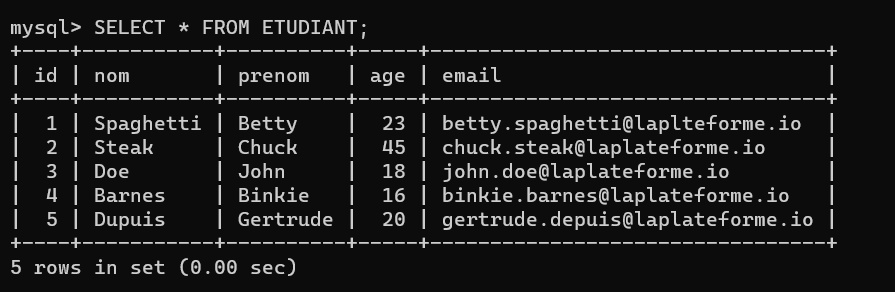 mysql> SELECT * FROM ETUDIANT;
+----+-----------+----------+-----+---------------------------------+
| id | nom       | prenom   | age | email                           |
+----+-----------+----------+-----+---------------------------------+
|  1 | Spaghetti | Betty    |  23 | betty.spaghetti@laplteforme.io  |
|  2 | Steak     | Chuck    |  45 | chuck.steak@laplateforme.io     |
|  3 | Doe       | John     |  18 | john.doe@laplateforme.io        |
|  4 | Barnes    | Binkie   |  16 | binkie.barnes@laplateforme.io   |
|  5 | Dupuis    | Gertrude |  20 | gertrude.depuis@laplateforme.io |
+----+-----------+----------+-----+---------------------------------+
5 rows in set (0.00 sec)